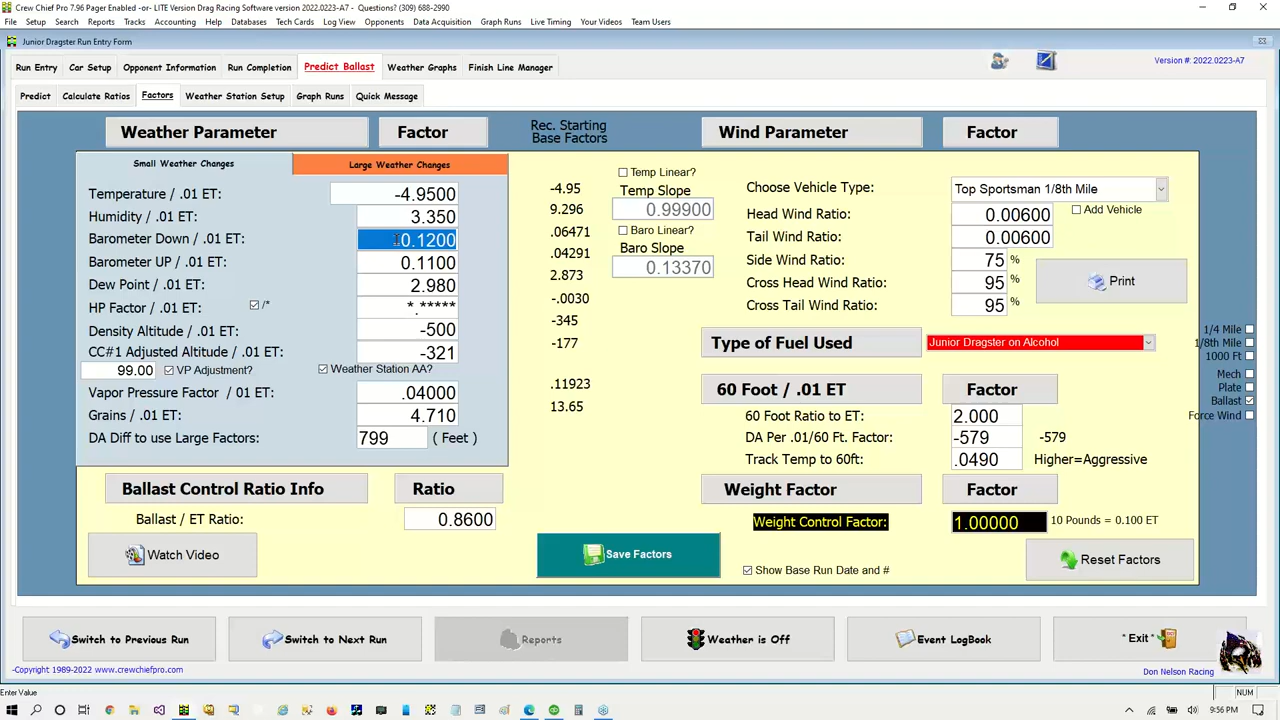 Crew Chief Pro 7.96 Pager Enabled -or- LITE Version Drag Racing Software version 2022.0223-A7 - Questions? (309) 688-2990
File Setup Search Reports Tracks Timing Accounting Help Databases Tech Cards Log View Opponents Data Acquisition Graph Runs Live Timing Your Videos Team Users
Junior Dragster Run Entry Form
Run Entry Car Setup Opponent Information Run Completion Predict Ballast Weather Graphs Finish Line Manager
Version #: 2022.0223-A7
Predict Calculate Ratios Factors Weather Station Setup Graph Runs Quick Message
Weather Parameter Factor Rec. Starting Base Factors Wind Parameter Factor
Small Weather Changes Large Weather Changes
Temperature / .01 ET: -4.9500 -4.95
Humidity / .01 ET: 3.350 9.296
Barometer Down / .01 ET: 0.1200 .06471
Barometer UP / .01 ET: 0.1100 .04291
Dew Point / .01 ET: 2.980 2.873
HP Factor / .01 ET: /* *.***** -.0030
Density Altitude / .01 ET: -500 -345
CC#1 Adjusted Altitude / .01 ET: -321 -177
99.00 VP Adjustment? Weather Station AA?
Vapor Pressure Factor / 01 ET: .04000 .11923
Grains / .01 ET: 4.710 13.65
DA Diff to use Large Factors: 799 ( Feet )
Temp Linear?
Temp Slope
0.99900
Baro Linear?
Baro Slope
0.13370
Choose Vehicle Type: Top Sportsman 1/8th Mile
Head Wind Ratio: 0.00600 Add Vehicle
Tail Wind Ratio: 0.00600
Side Wind Ratio: 75 %
Cross Head Wind Ratio: 95 %
Cross Tail Wind Ratio: 95 %
Print
Type of Fuel Used Junior Dragster on Alcohol
1/4 Mile
1/8th Mile
1000 Ft
Mech
Plate
Ballast
Force Wind
60 Foot / .01 ET Factor
60 Foot Ratio to ET: 2.000
DA Per .01/60 Ft. Factor: -579 -579
Track Temp to 60ft: .0490 Higher=Aggressive
Ballast Control Ratio Info Ratio
Ballast / ET Ratio: 0.8600
Watch Video
Save Factors
Weight Factor Factor
Weight Control Factor: 1.00000 10 Pounds = 0.100 ET
Show Base Run Date and #
Reset Factors
Switch to Previous Run Switch to Next Run Reports Weather is Off Event LogBook * Exit *
-Copyright 1989-2022 www.crewchiefpro.com Don Nelson Racing
Enter Value NUM
9:56 PM